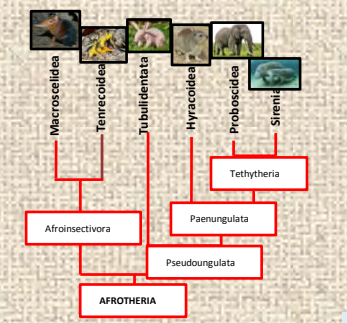 Macroscelidea
Tenrecoidea
Tubulidentata
Hyracoidea
Proboscidea
Sirenia
Tethytheria
Paenungulata
Afroinsectivora
Pseudoungulata
AFROTHERIA